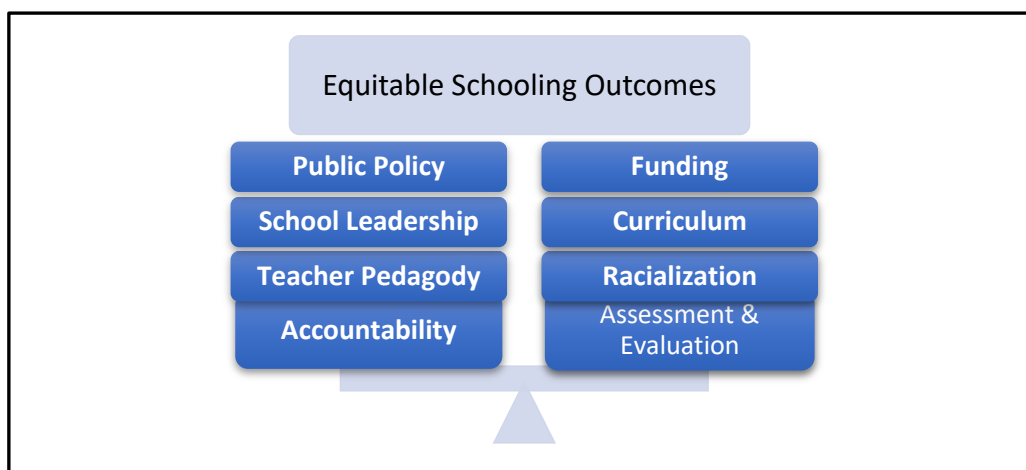 Equitable Schooling Outcomes
Public Policy
Funding
School Leadership
Curriculum
Teacher Pedagody
Racialization
Accountability
Assessment &
Evaluation